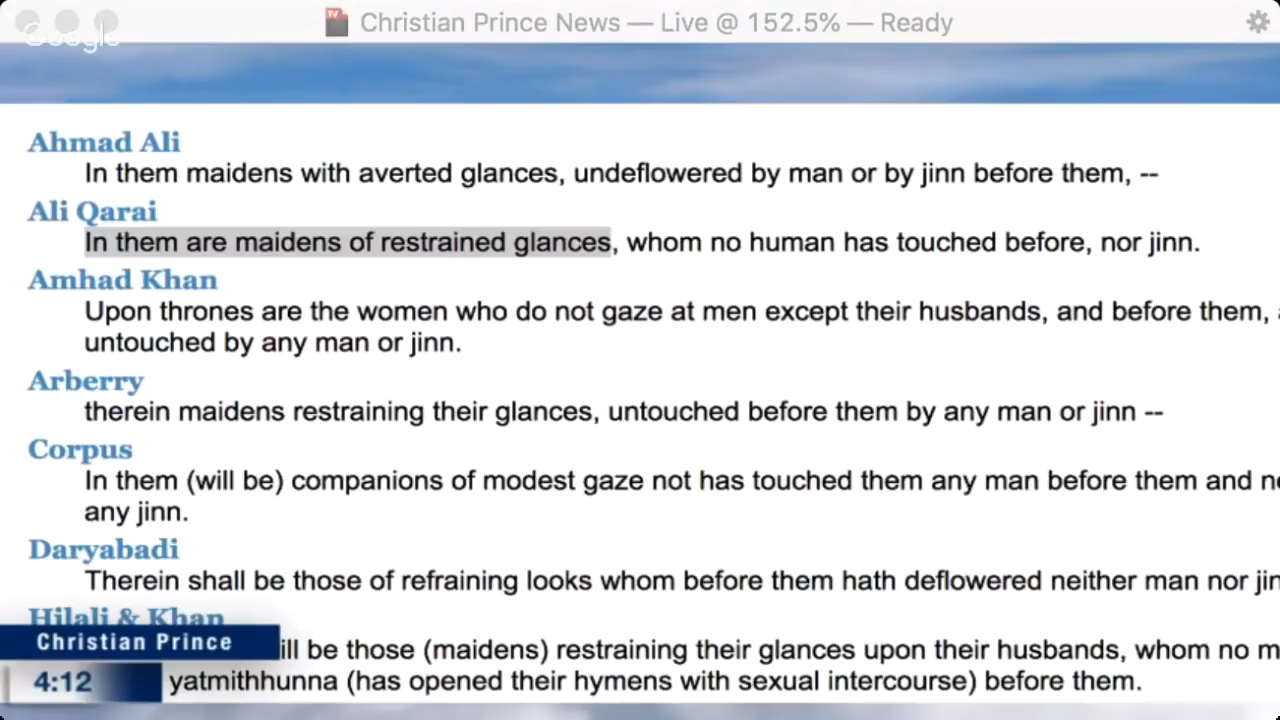 Christian Prince News — Live @ 152.5% — Ready
Google
Ahmad Ali
In them maidens with averted glances, undeflowered by man or by jinn before them, --
Ali Qarai
In them are maidens of restrained glances, whom no human has touched before, nor jinn.
Amhad Khan
Upon thrones are the women who do not gaze at men except their husbands, and before them,
untouched by any man or jinn.
Arberry
therein maidens restraining their glances, untouched before them by any man or jinn --
Corpus
In them (will be) companions of modest gaze not has touched them any man before them and
any jinn.
Daryabadi
Therein shall be those of refraining looks whom before them hath deflowered neither man nor
Hilali & Khan
be those (maidens) restraining their glances upon their husbands, whom no
yatmithhunna (has opened their hymens with sexual intercourse) before them.
Christian Prince
4:12